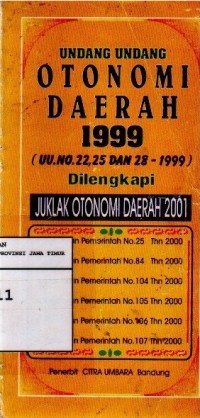 UNDANG UNDANG
OTONOMI
DAERAH
1999
(UU.NO.22,25 DAN 28 - 1999)
Dilengkapi
JUKLAK OTONOMI DAERAH 2001
Pemerintah No.25 Thn 2000
Pemerintah No.84 Thn 2000
Pemerintah No.104 Thn 2000
Pemerintah No.105 Thn 2000
Pemerintah No.106 Thn 2000
Pemerintah No.107 Thn 2000
PROVINSI JAWA TIMUR
Penerbit CITRA UMBARA Bandung